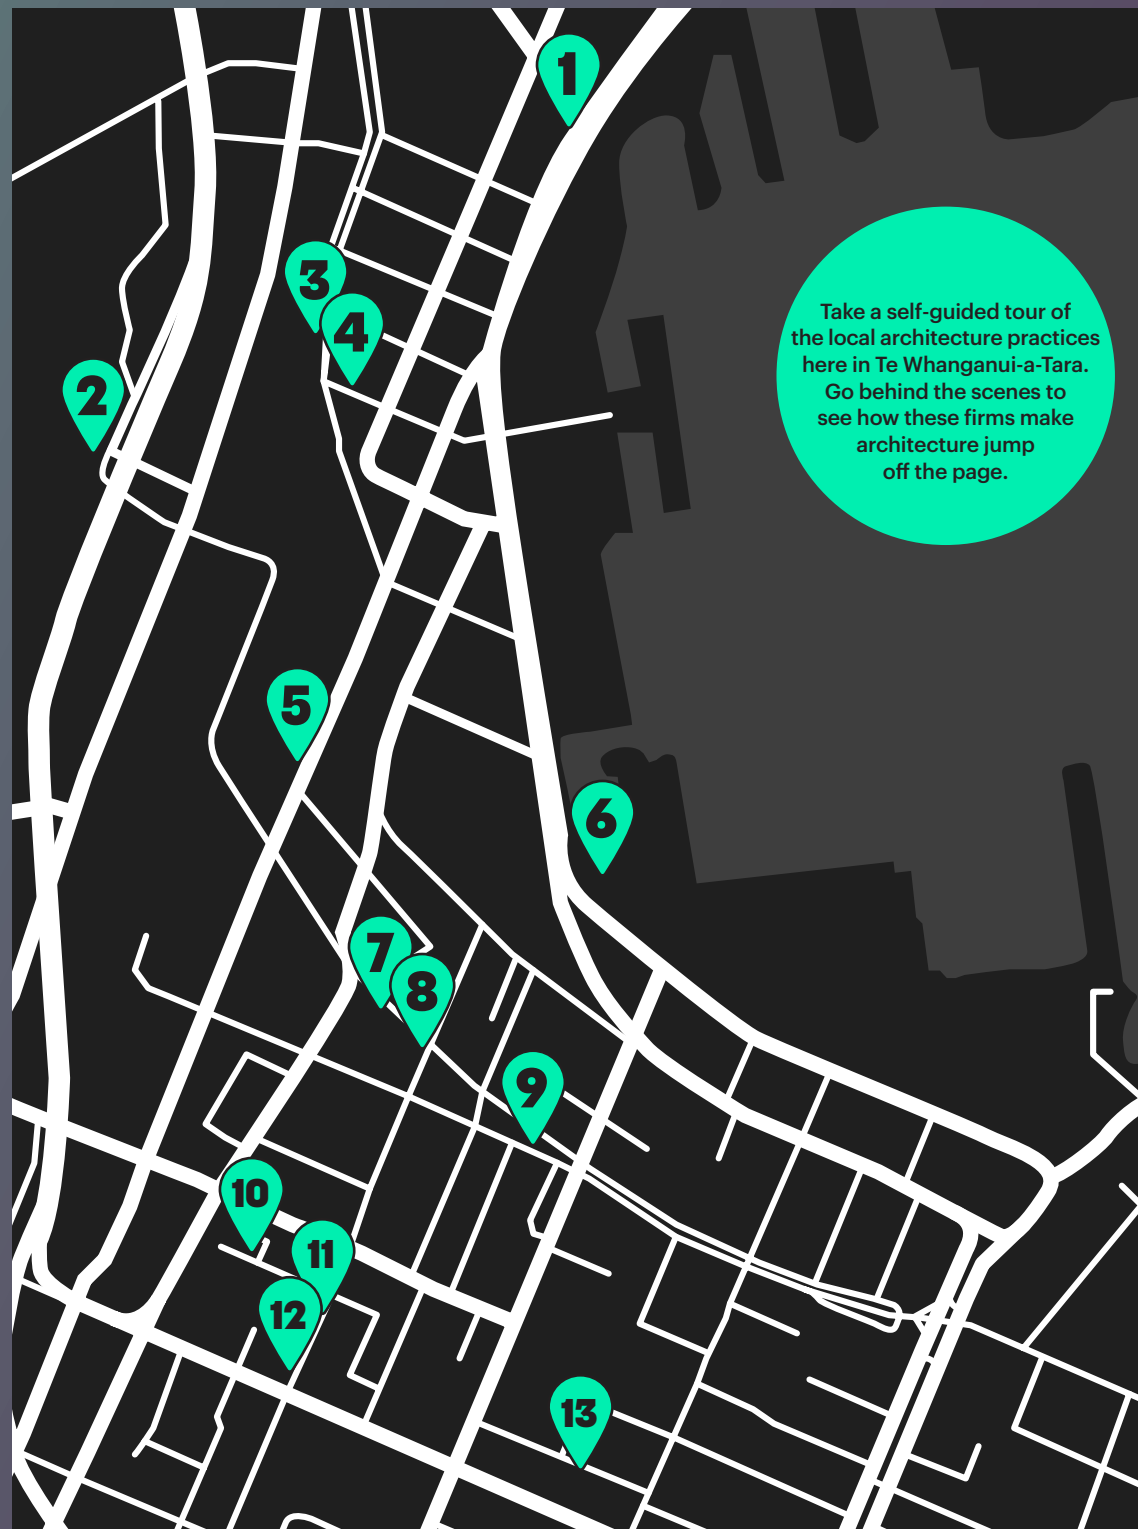 1
Take a self-guided tour of
the local architecture practices
here in Te Whanganui-a-Tara.
Go behind the scenes to
see how these firms make
architecture jump
off the page.
3
4
2
5
6
7
8
9
10
11
12
13